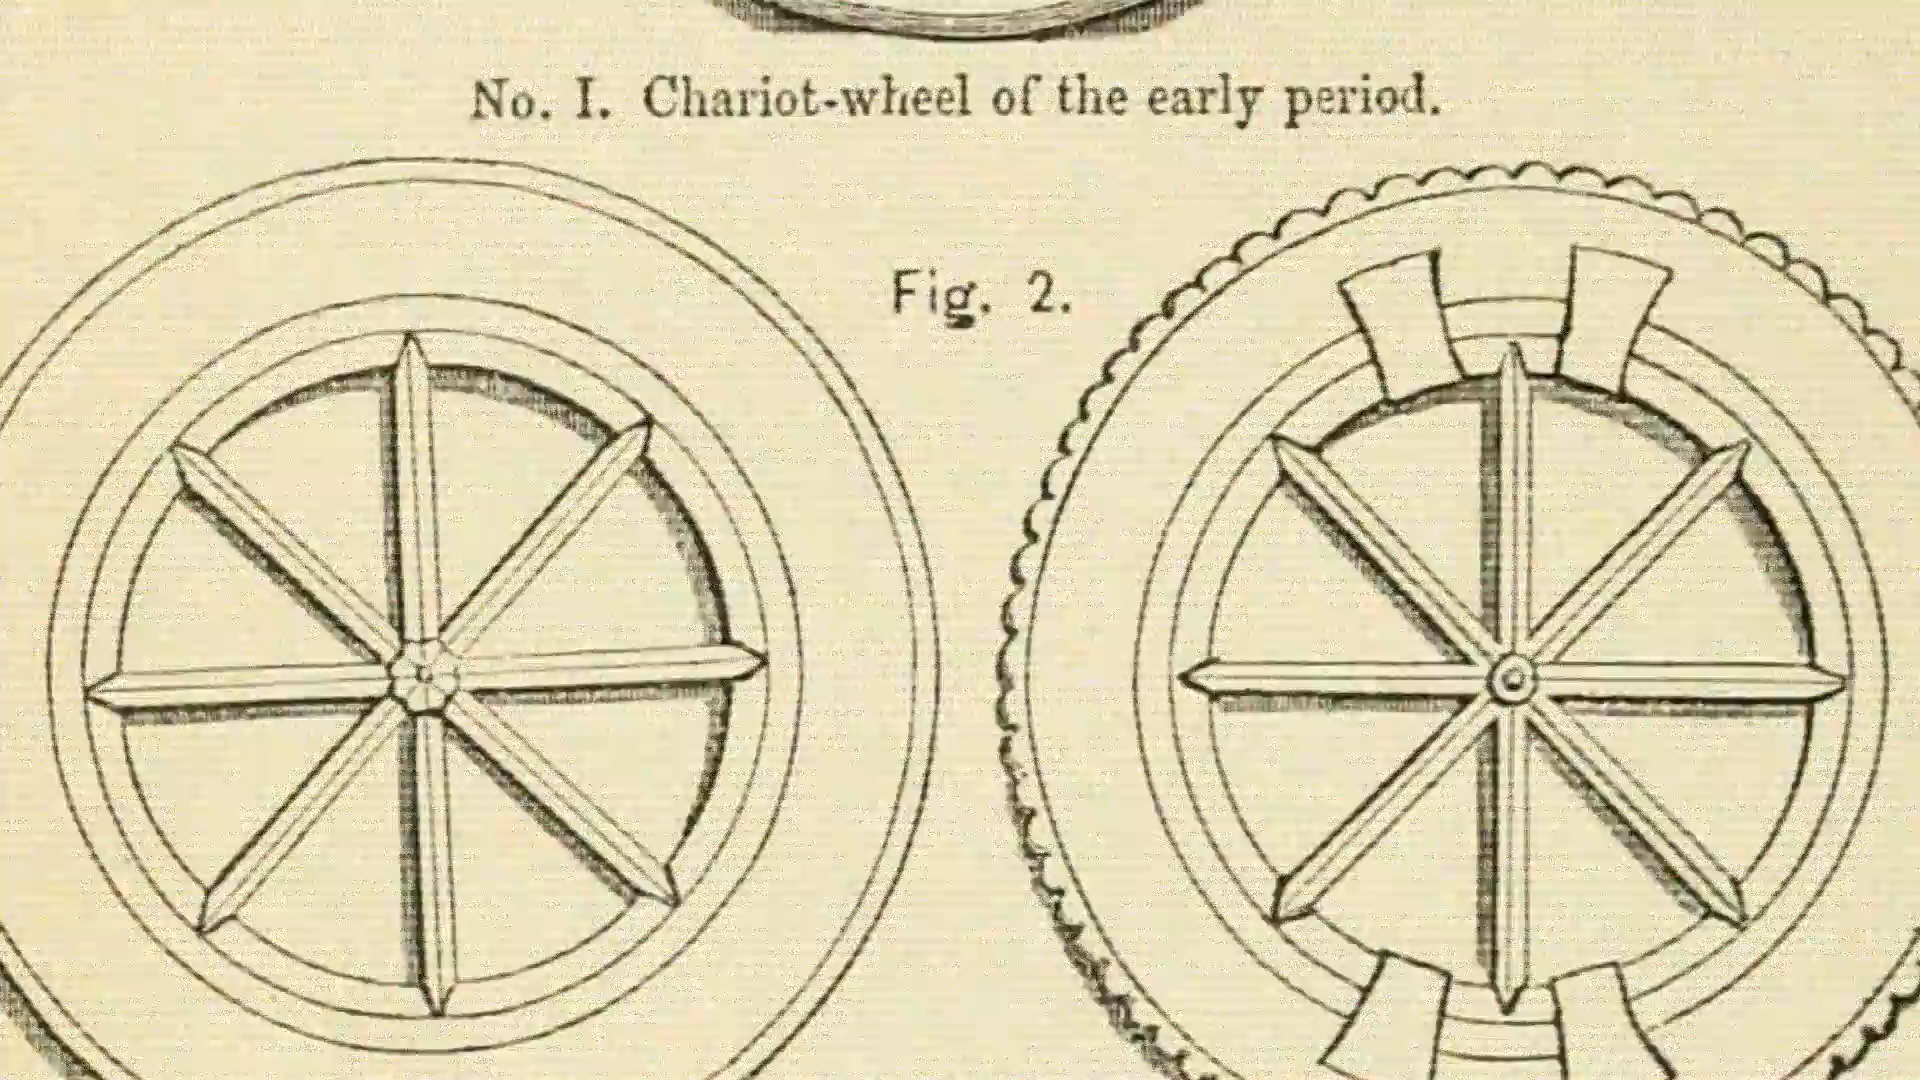 No. I. Chariot-wheel of the early period.
Fig. 2.